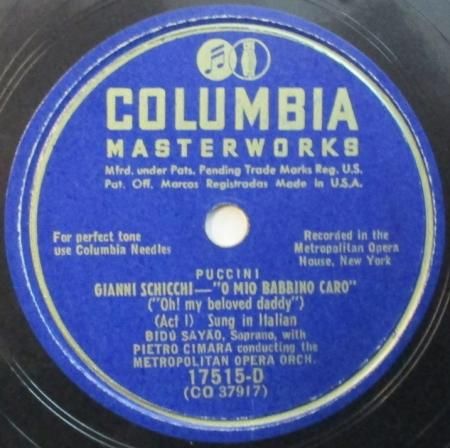 COLUMBIA
MASTERWORKS
Mfrd. under Pats. Pending Trade Marks Reg. U.S.
Pat. Off. Marcas Registradas Made in U.S.A.
For perfect tone
use Columbia Needles
Recorded in the
Metropolitan Opera
House, New York
PUCCINI
GIANNI SCHICCHI—"O MIO BABBINO CARO"
("Oh! my beloved daddy")
(Act I) Sung in Italian
BIDÚ SAYÃO, Soprano, with
PIETRO CIMARA conducting the
METROPOLITAN OPERA ORCH.
17515-D
(CO 37917)